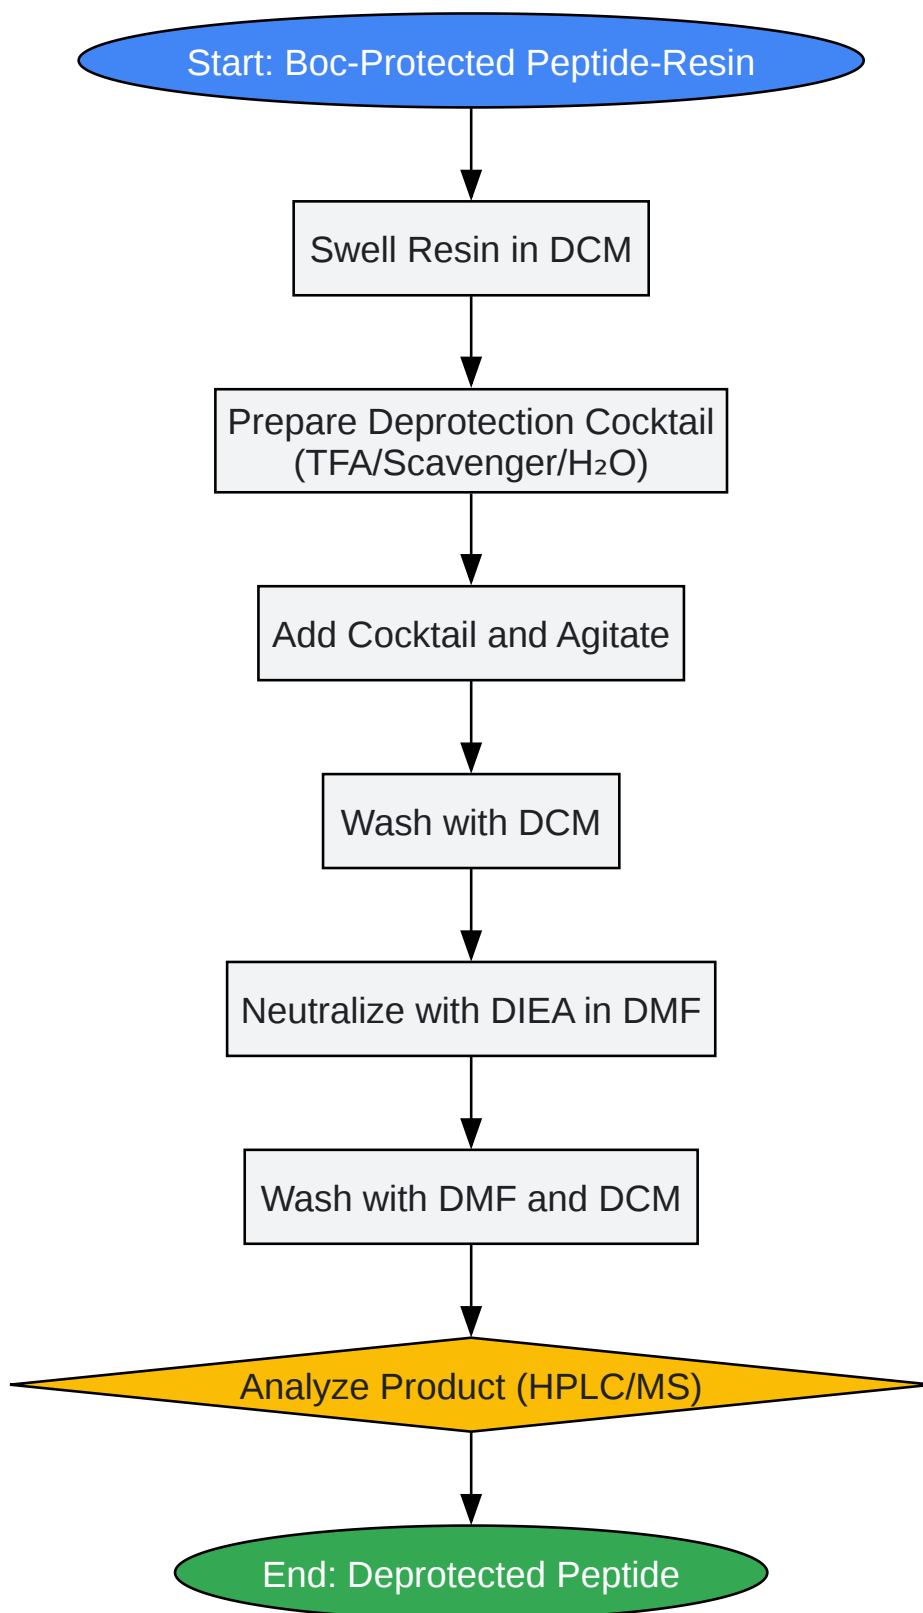 Start: Boc-Protected Peptide-Resin
Swell Resin in DCM
Prepare Deprotection Cocktail
(TFA/Scavenger/H₂O)
Add Cocktail and Agitate
Wash with DCM
Neutralize with DIEA in DMF
Wash with DMF and DCM
Analyze Product (HPLC/MS)
End: Deprotected Peptide